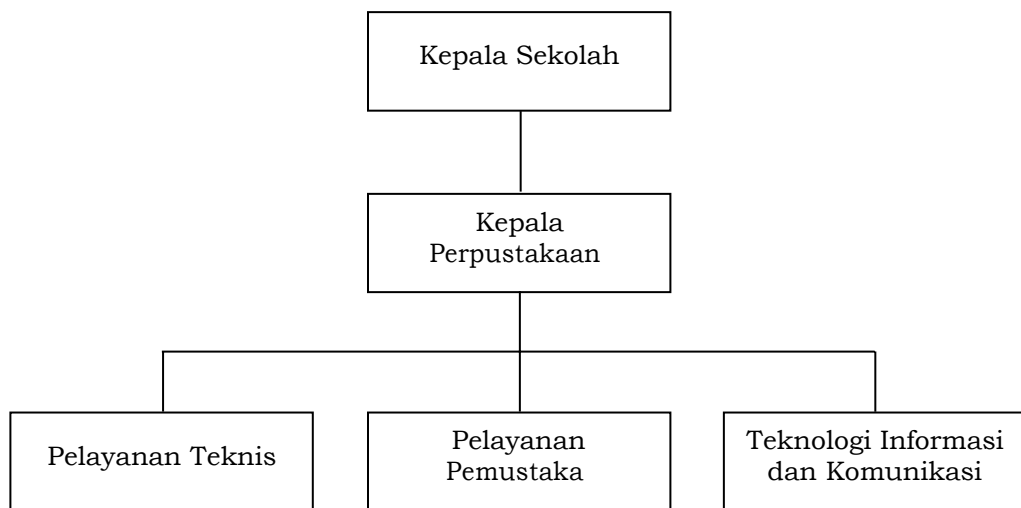 Kepala Sekolah
Kepala
Perpustakaan
Pelayanan Teknis
Pelayanan
Pemustaka
Teknologi Informasi
dan Komunikasi